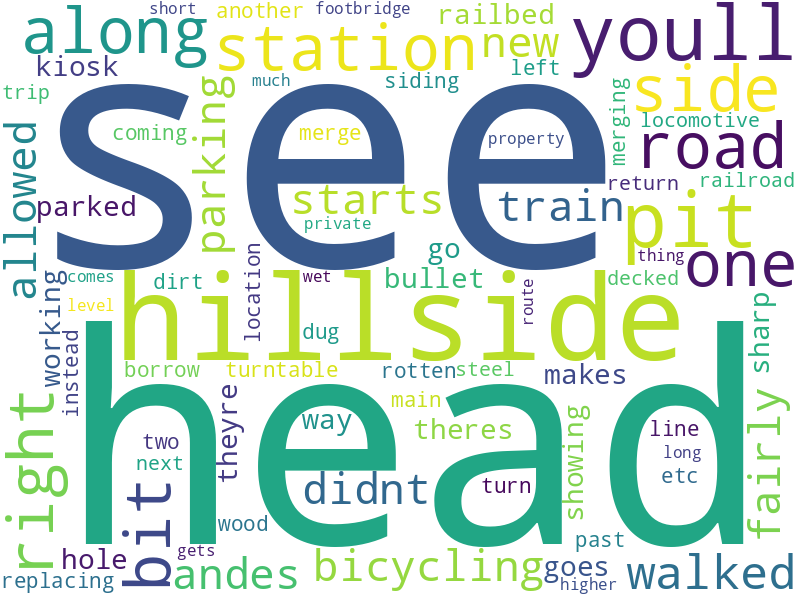 short another footbridge railbed youll
along station new
kiosk much siding left side
trip see parking merging locomotive
coming merge property road
allowed parked starts train return railroad
private pit
go thing one
comes dirt location wet bullet route decked
working level hillside dug sharp
instead borrow turntable rotten steel makes
head main
right theyre way theres showing line fairly
two next didnt turn long
etc
bit wood past
hole gets bicycling goes walked
replacing andes higher